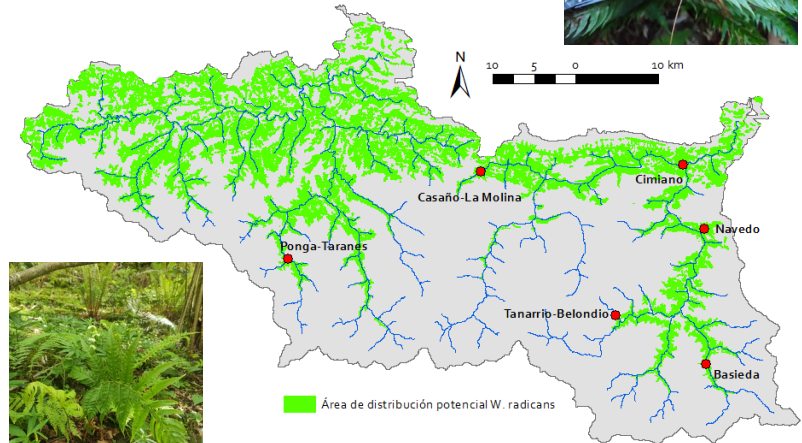 N
10 5 0 10 km
Cimiano
Casaño-La Molina
Navedo
Ponga-Taranes
Tanarrio-Belondio
Basieda
Área de distribución potencial W. radicans